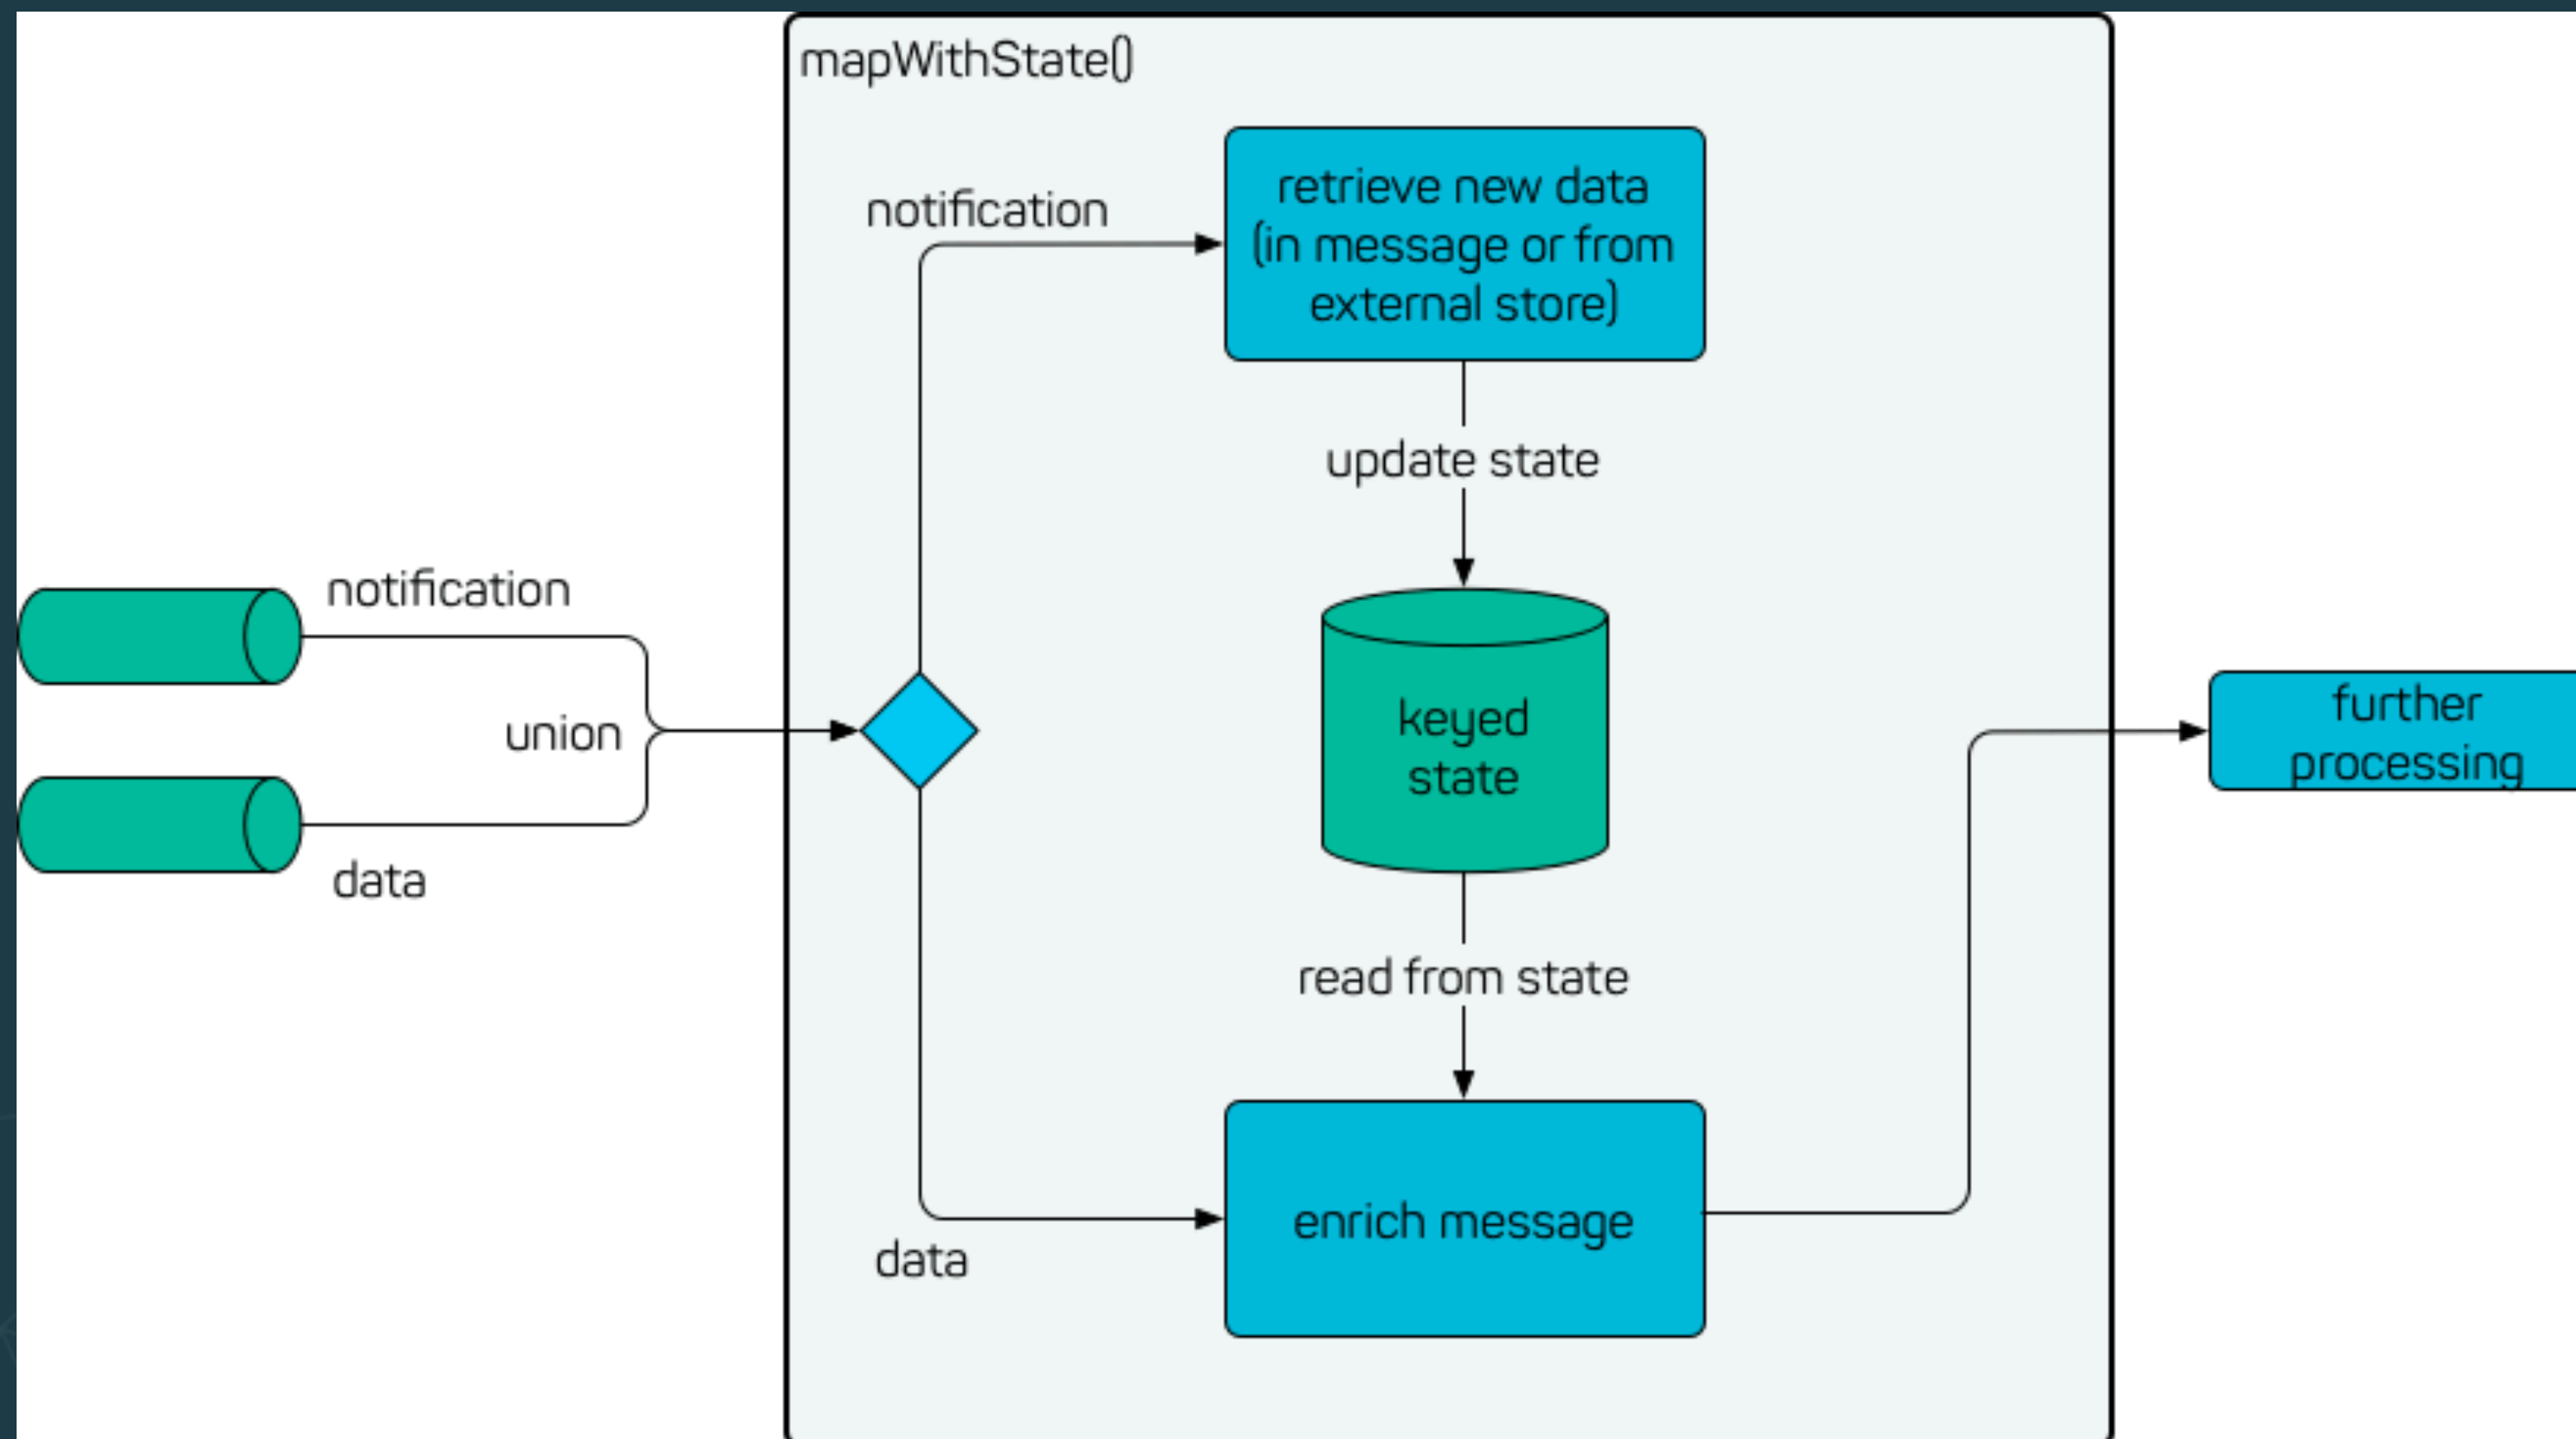 mapWithState()
notification
retrieve new data
(in message or from
external store)
update state
notification
union
data
keyed
state
further
processing
read from state
enrich message
data